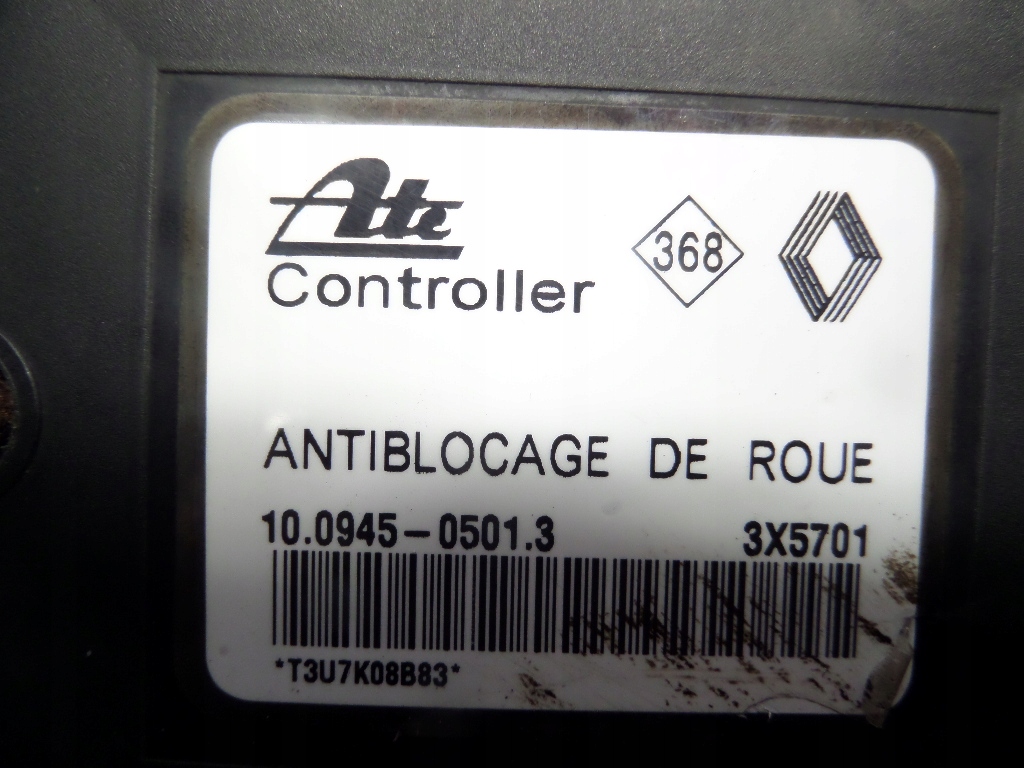 Ate
Controller
368
ANTIBLOCAGE DE ROUE
10.0945-0501.3 3X5701
*T3U7K08B83*